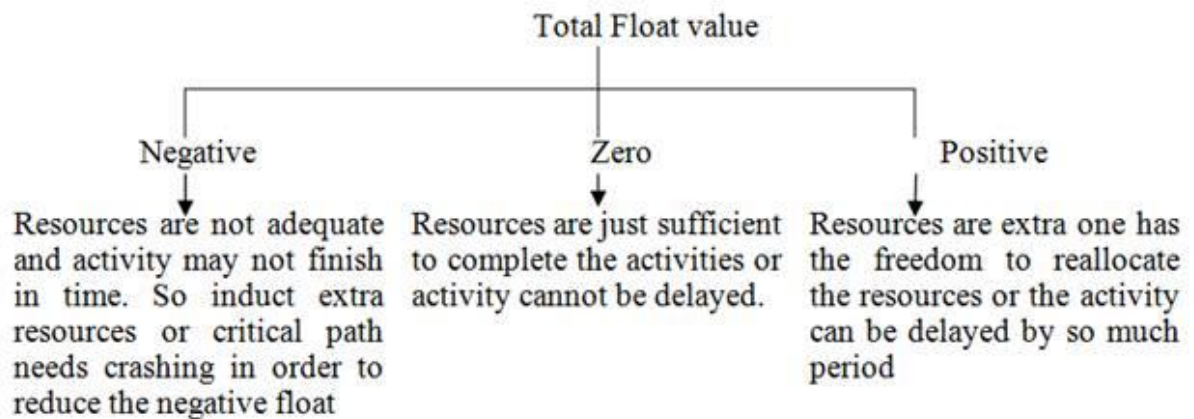 Total Float value
Negative
Zero
Positive
Resources are not adequate
and activity may not finish
in time. So induct extra
resources or critical path
needs crashing in order to
reduce the negative float
Resources are just sufficient
to complete the activities or
activity cannot be delayed.
Resources are extra one has
the freedom to reallocate
the resources or the activity
can be delayed by so much
period